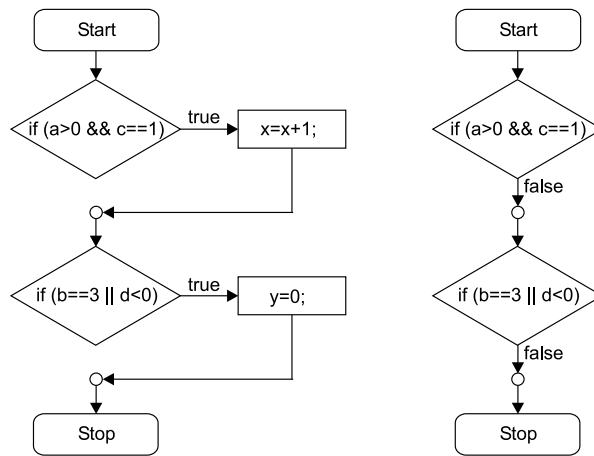 Start
if (a>0 && c==1)
true
x=x+1;
if (b==3 || d<0)
true
y=0;
Stop
Start
if (a>0 && c==1)
false
if (b==3 || d<0)
false
Stop